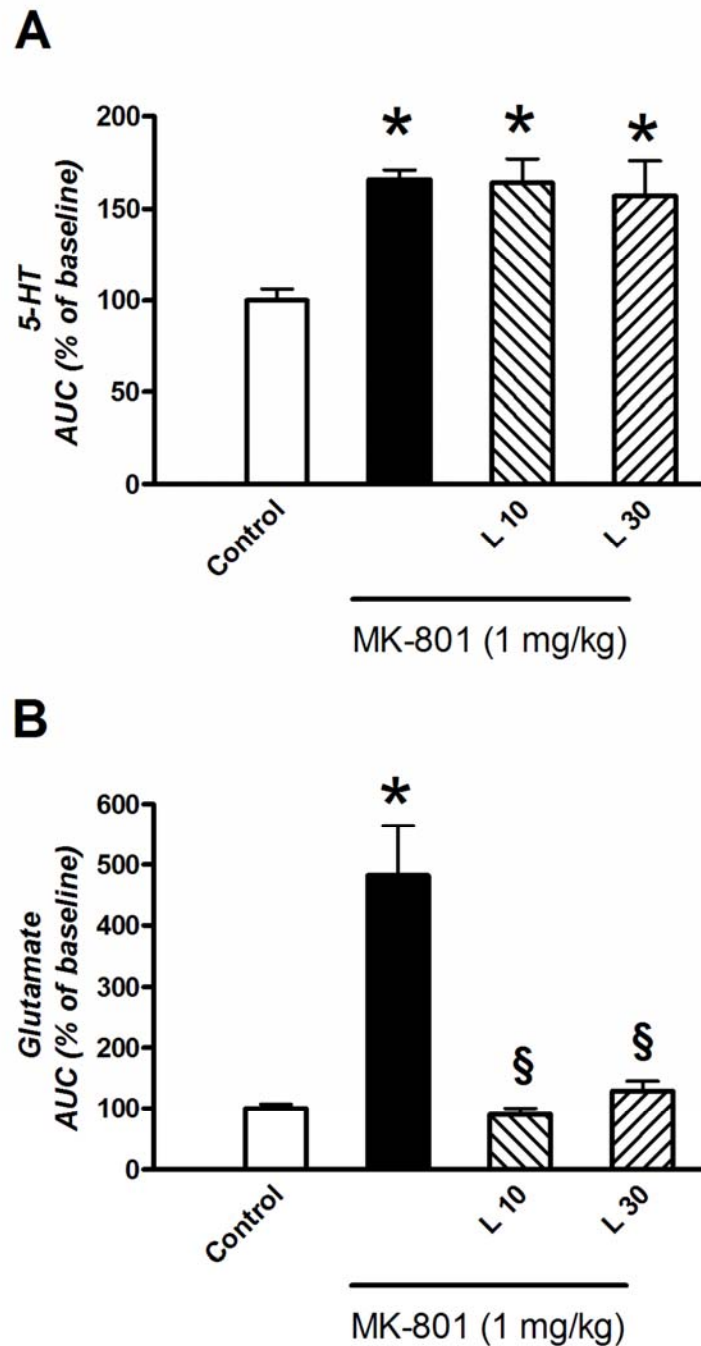 A
200
150
100
50
0
5-HT
AUC (% of baseline)
* * *
Control
L 10
L 30
MK-801 (1 mg/kg)
B
600
500
400
300
200
100
0
Glutamate
AUC (% of baseline)
*
§ §
Control
L 10
L 30
MK-801 (1 mg/kg)